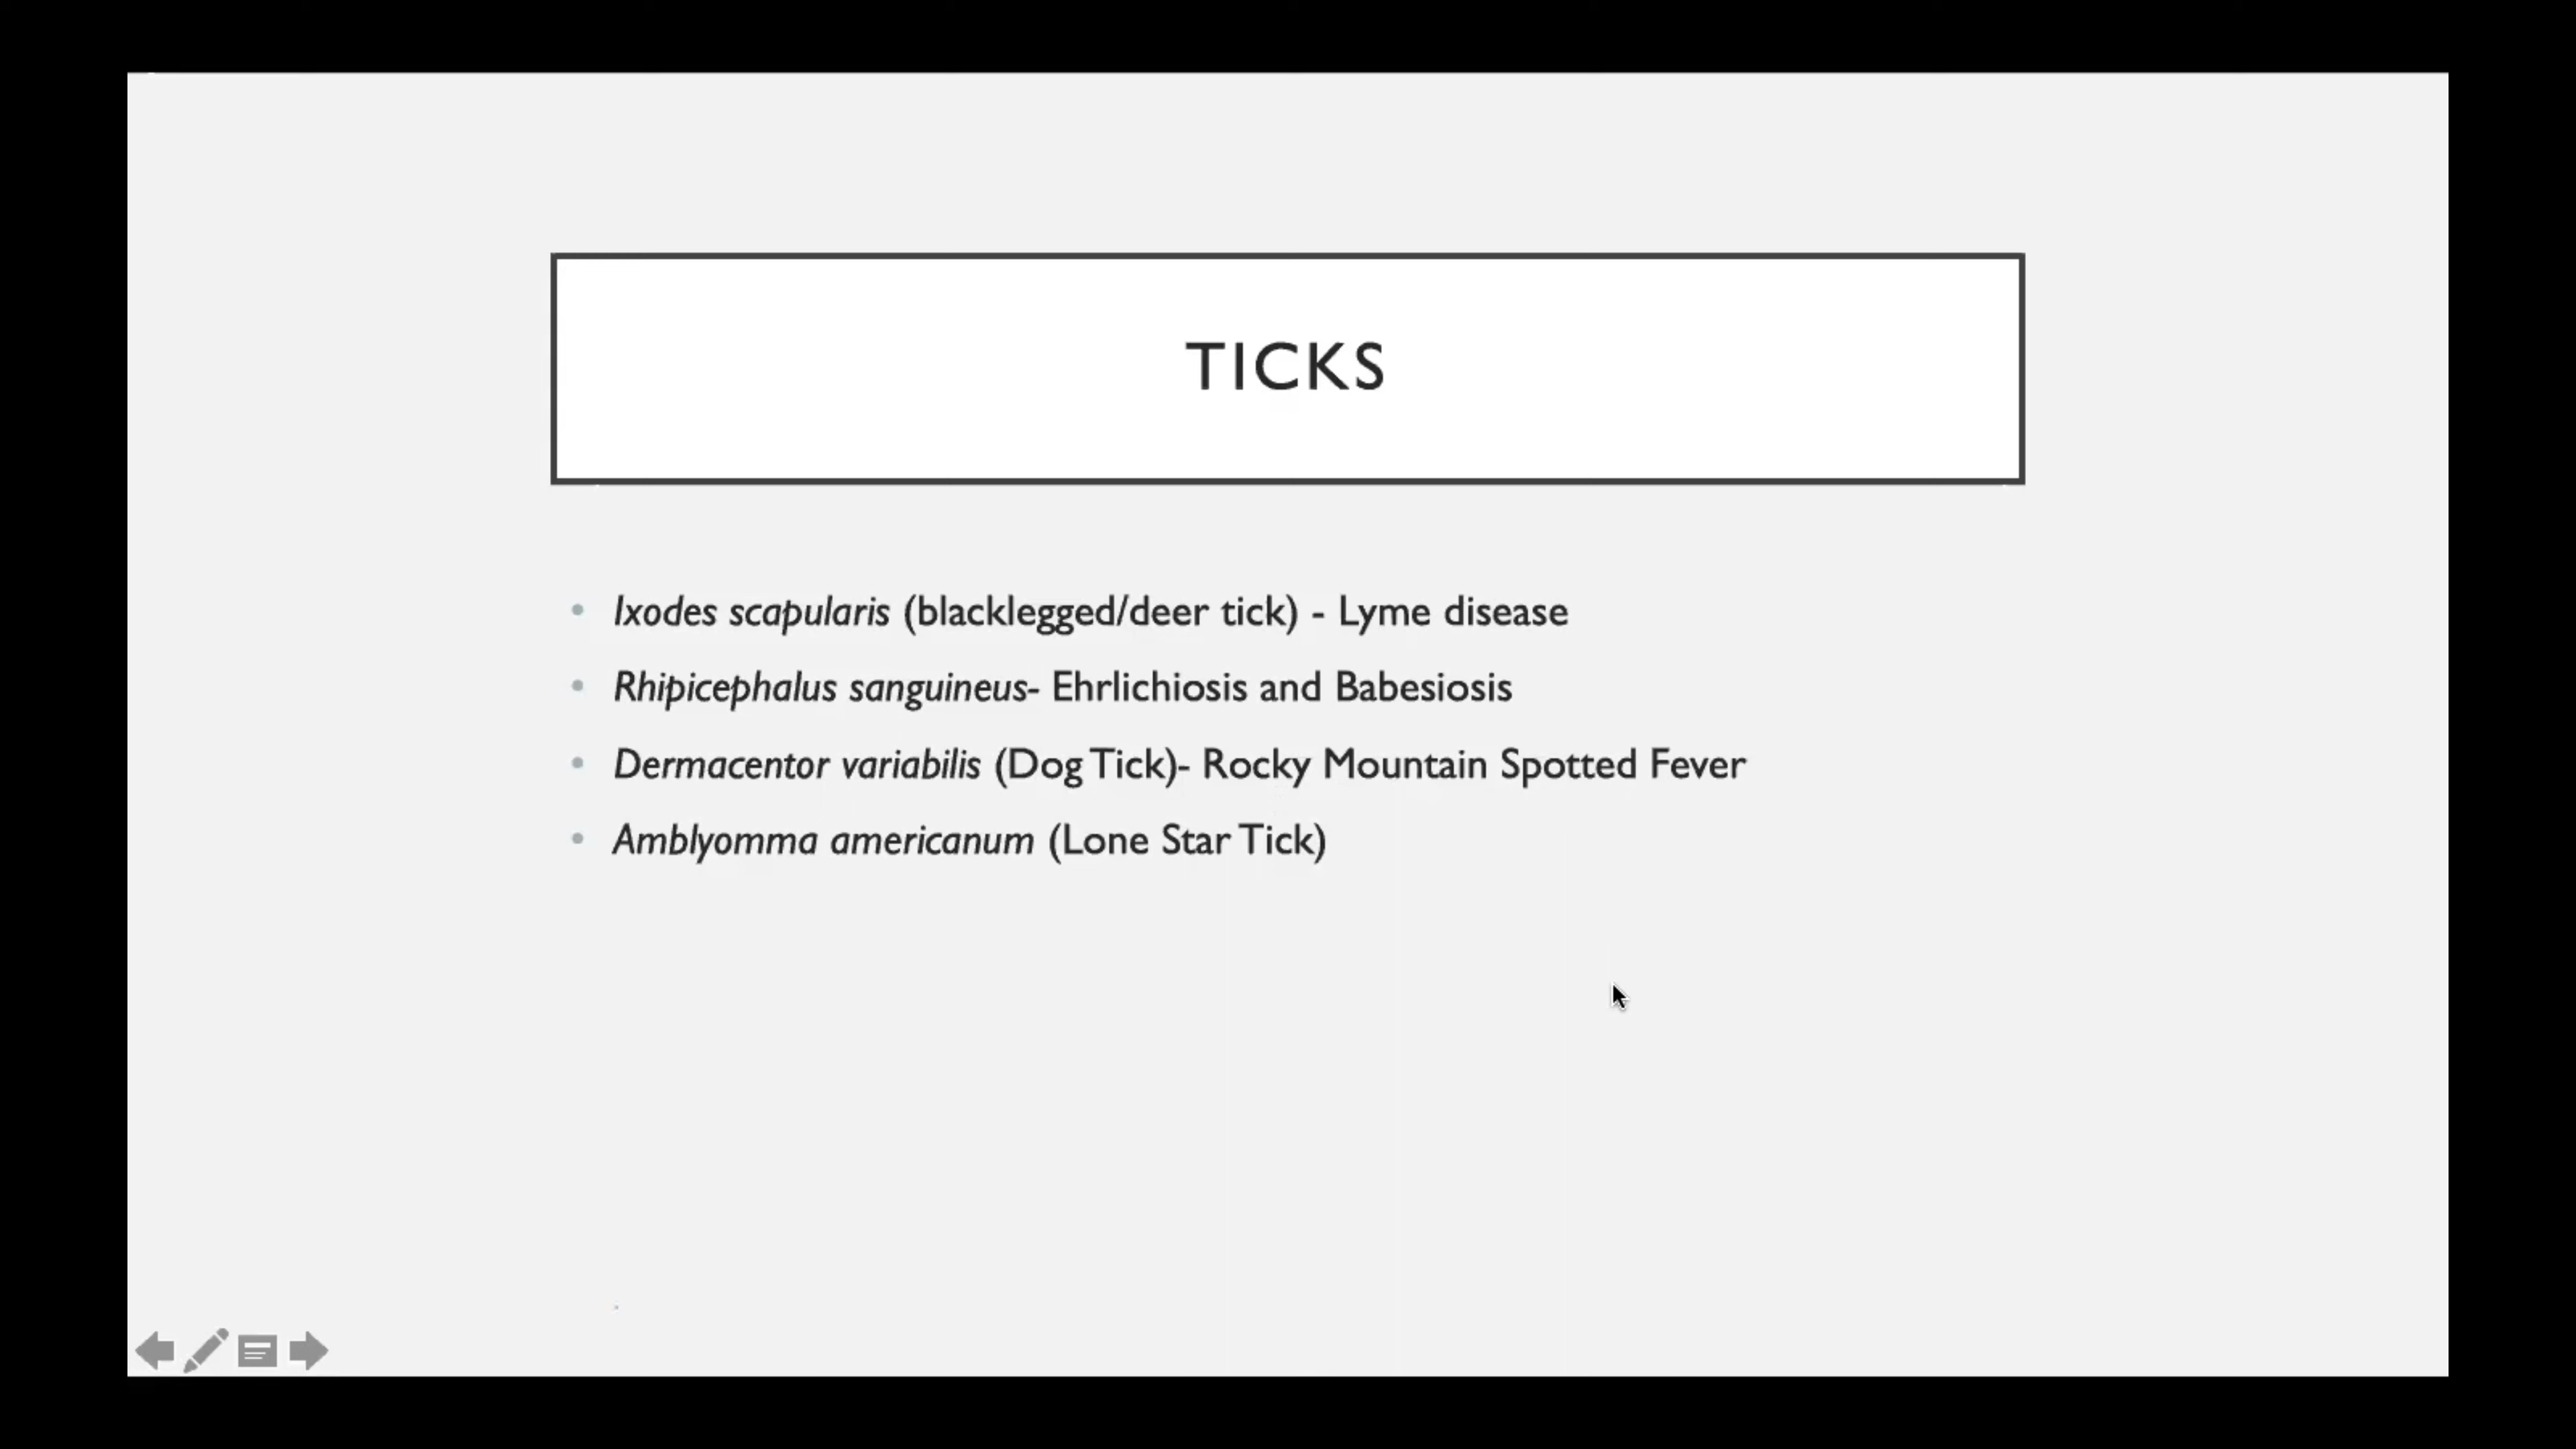 TICKS
• Ixodes scapularis (blacklegged/deer tick) - Lyme disease
• Rhipicephalus sanguineus- Ehrlichiosis and Babesiosis
• Dermacentor variabilis (Dog Tick)- Rocky Mountain Spotted Fever
• Amblyomma americanum (Lone Star Tick)